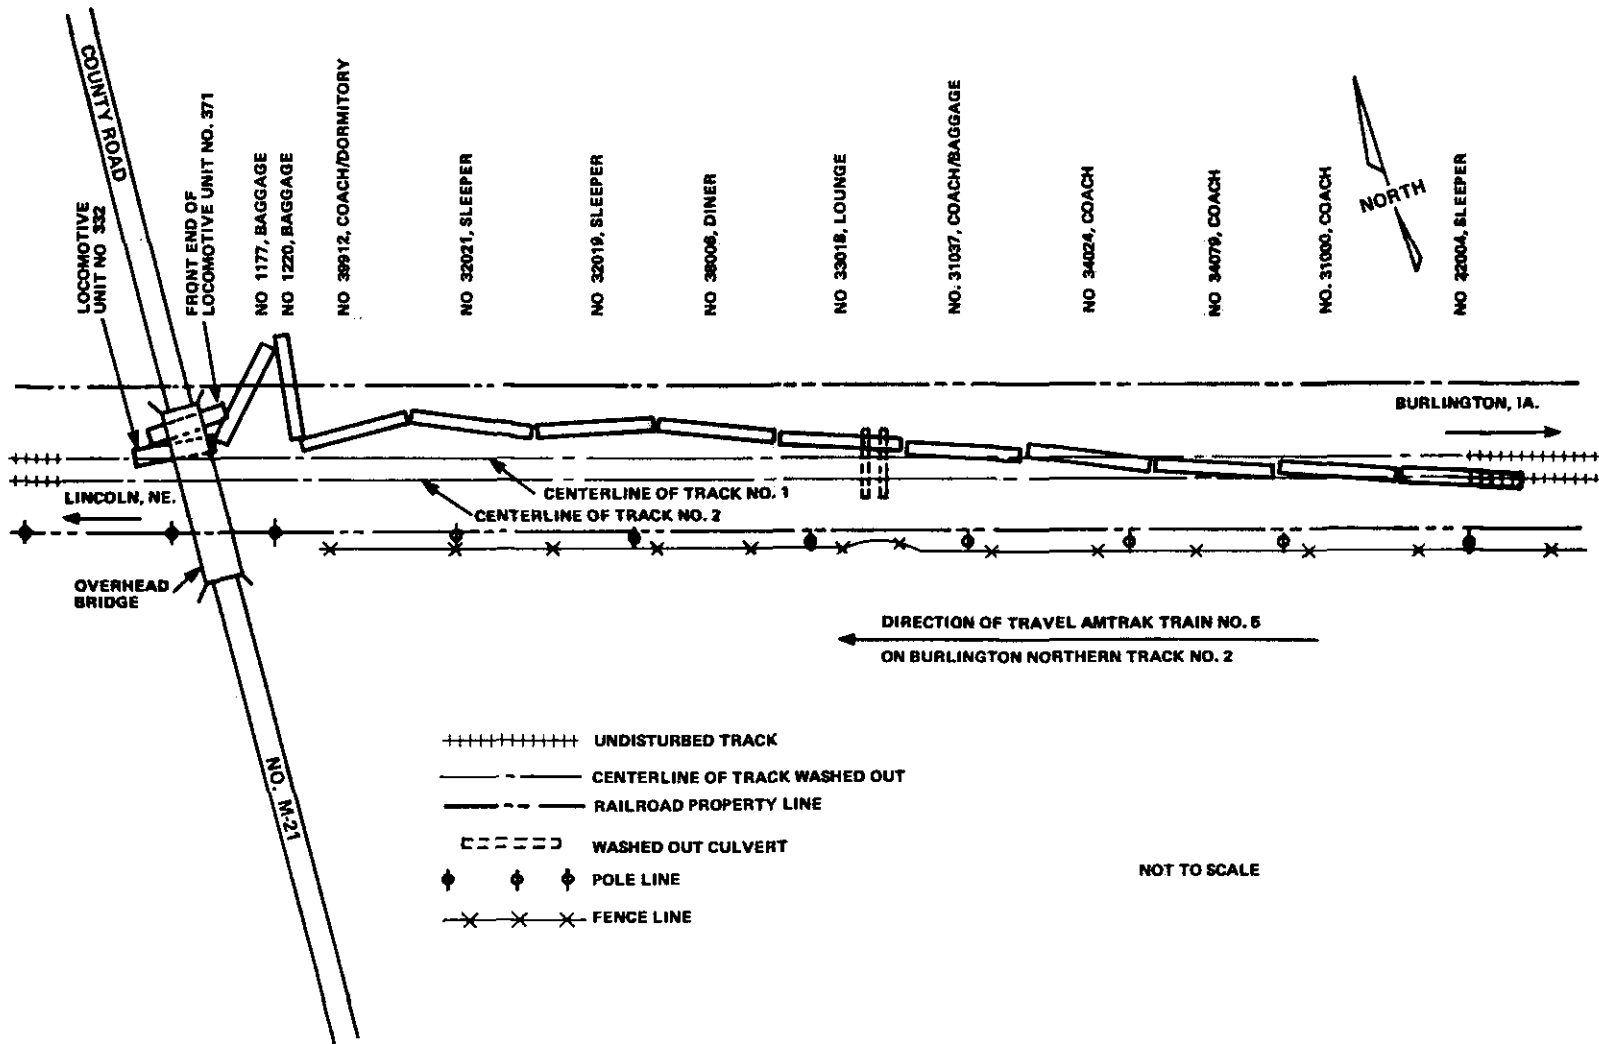 COUNTY ROAD
LOCOMOTIVE
UNIT NO 332
FRONT END OF
LOCOMOTIVE UNIT NO. 371
NO 1177, BAGGAGE
NO 1220, BAGGAGE
NO 39912, COACH/DORMITORY
NO 32021, SLEEPER
NO 32019, SLEEPER
NO 38006, DINER
NO 33018, LOUNGE
NO. 31037, COACH/BAGGAGE
NO 34024, COACH
NO 34079, COACH
NO. 31000, COACH
NO 22004, SLEEPER
NORTH
BURLINGTON, IA.
LINCOLN, NE.
CENTERLINE OF TRACK NO. 1
CENTERLINE OF TRACK NO. 2
OVERHEAD
BRIDGE
DIRECTION OF TRAVEL AMTRAK TRAIN NO. 5
ON BURLINGTON NORTHERN TRACK NO. 2
NO. M-21
UNDISTURBED TRACK
CENTERLINE OF TRACK WASHED OUT
RAILROAD PROPERTY LINE
WASHED OUT CULVERT
POLE LINE
FENCE LINE
NOT TO SCALE